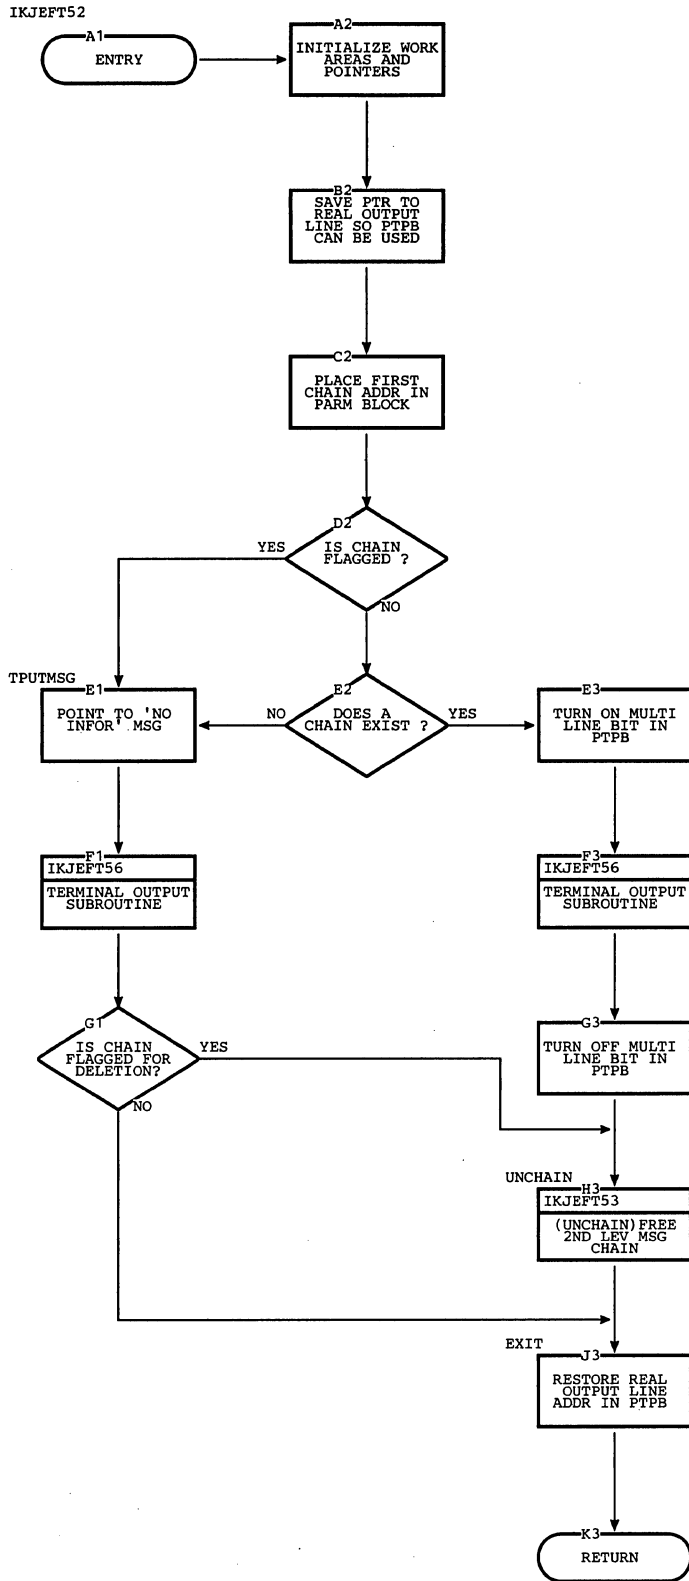 IKJEFT52
A1
ENTRY
A2
INITIALIZE WORK
AREAS AND
POINTERS
B2
SAVE PTR TO
REAL OUTPUT
LINE SO PTPB
CAN BE USED
C2
PLACE FIRST
CHAIN ADDR IN
PARM BLOCK
D2
IS CHAIN
FLAGGED ?
YES
NO
TPUTMSG
E1
POINT TO 'NO
INFOR' MSG
E2
DOES A
CHAIN EXIST ?
NO
YES
E3
TURN ON MULTI
LINE BIT IN
PTPB
F1
IKJEFT56
TERMINAL OUTPUT
SUBROUTINE
F3
IKJEFT56
TERMINAL OUTPUT
SUBROUTINE
G1
IS CHAIN
FLAGGED FOR
DELETION?
YES
NO
G3
TURN OFF MULTI
LINE BIT IN
PTPB
UNCHAIN
H3
IKJEFT53
(UNCHAIN)FREE
2ND LEV MSG
CHAIN
EXIT
J3
RESTORE REAL
OUTPUT LINE
ADDR IN PTPB
K3
RETURN